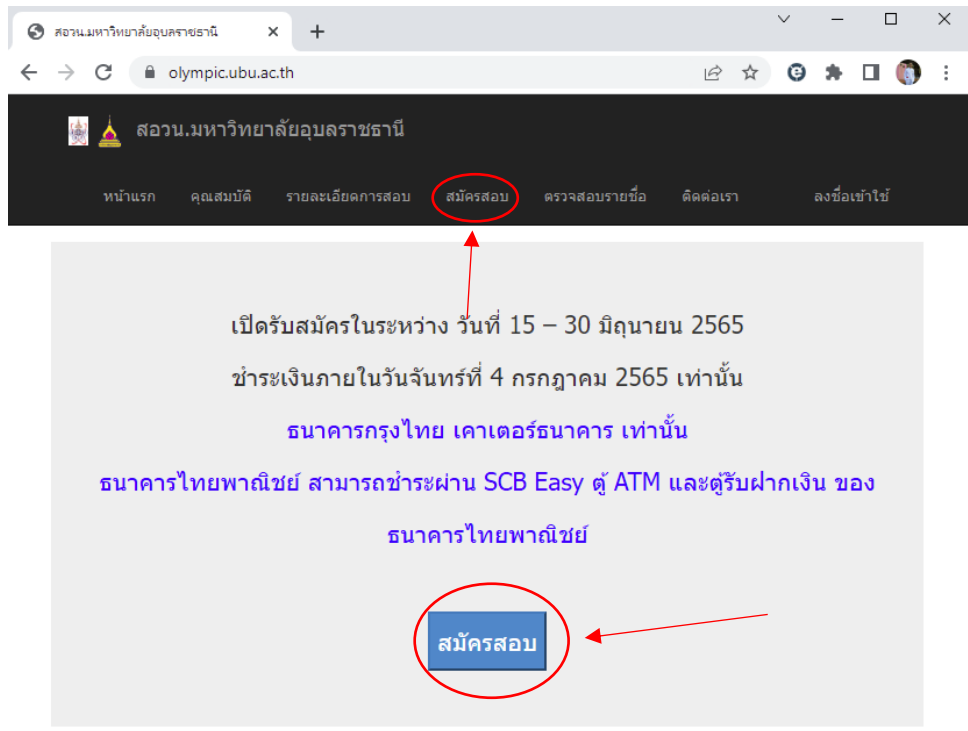 สอวน.มหาวิทยาลัยอุบลราชธานี
olympic.ubu.ac.th
สอวน.มหาวิทยาลัยอุบลราชธานี
หน้าแรก คุณสมบัติ รายละเอียดการสอบ สมัครสอบ ตรวจสอบรายชื่อ ติดต่อเรา ลงชื่อเข้าใช้
เปิดรับสมัครในระหว่าง วันที่ 15 – 30 มิถุนายน 2565
ชำระเงินภายในวันจันทร์ที่ 4 กรกฎาคม 2565 เท่านั้น
ธนาคารกรุงไทย เคาเตอร์ธนาคาร เท่านั้น
ธนาคารไทยพาณิชย์ สามารถชำระผ่าน SCB Easy ตู้ ATM และตู้รับฝากเงิน ของ
ธนาคารไทยพาณิชย์
สมัครสอบ